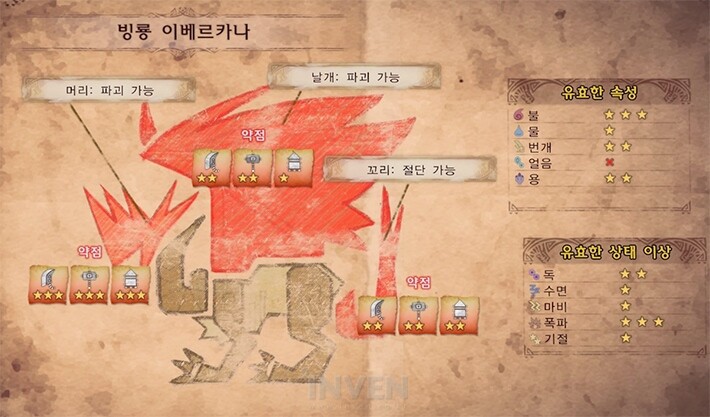 빙룡 이베르카나
머리: 파괴 가능
날개: 파괴 가능
꼬리: 절단 가능
약점
약점
약점
유효한 속성
불
물
번개
얼음
용
유효한 상태 이상
독
수면
마비
폭파
기절
INVEN